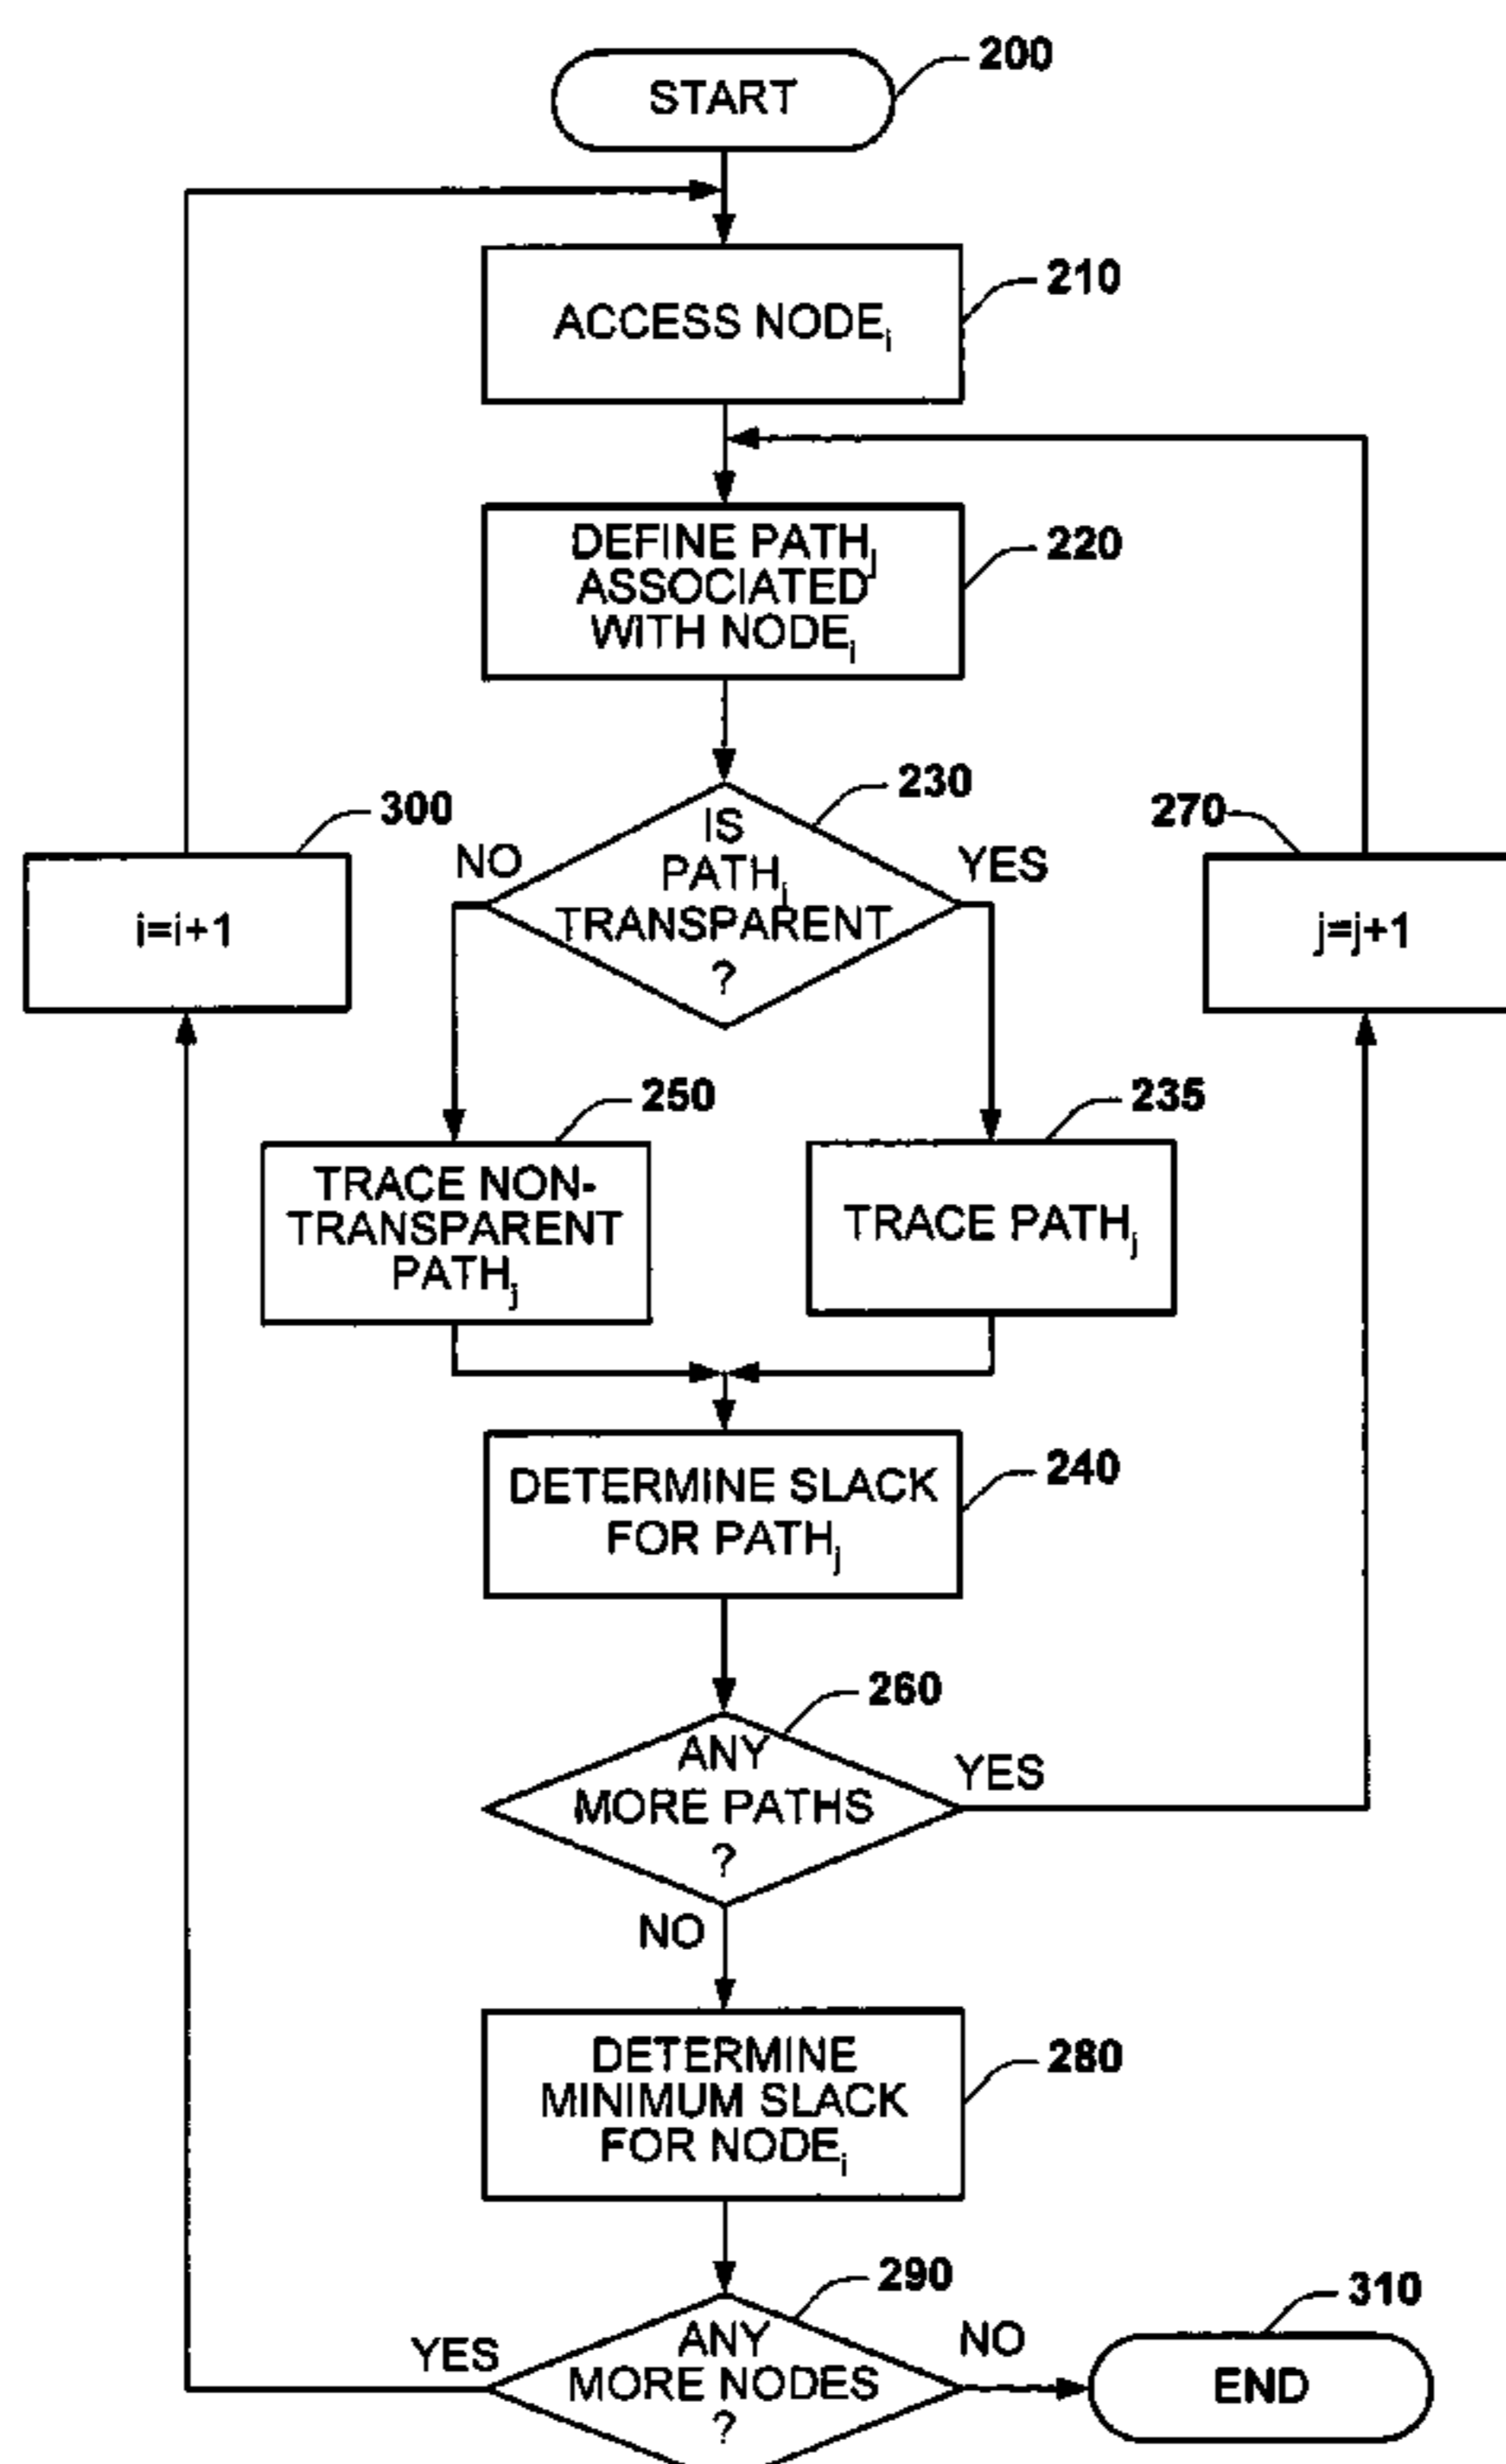 200
START
210
ACCESS NODEi
220
DEFINE PATHj
ASSOCIATED
WITH NODEi
230
IS
PATHj
TRANSPARENT
?
NO
YES
300
i=i+1
270
j=j+1
250
TRACE NON-
TRANSPARENT
PATHj
235
TRACE PATHj
240
DETERMINE SLACK
FOR PATHj
260
ANY
MORE PATHS
?
YES
NO
280
DETERMINE
MINIMUM SLACK
FOR NODEi
290
ANY
MORE NODES
?
YES
NO
310
END